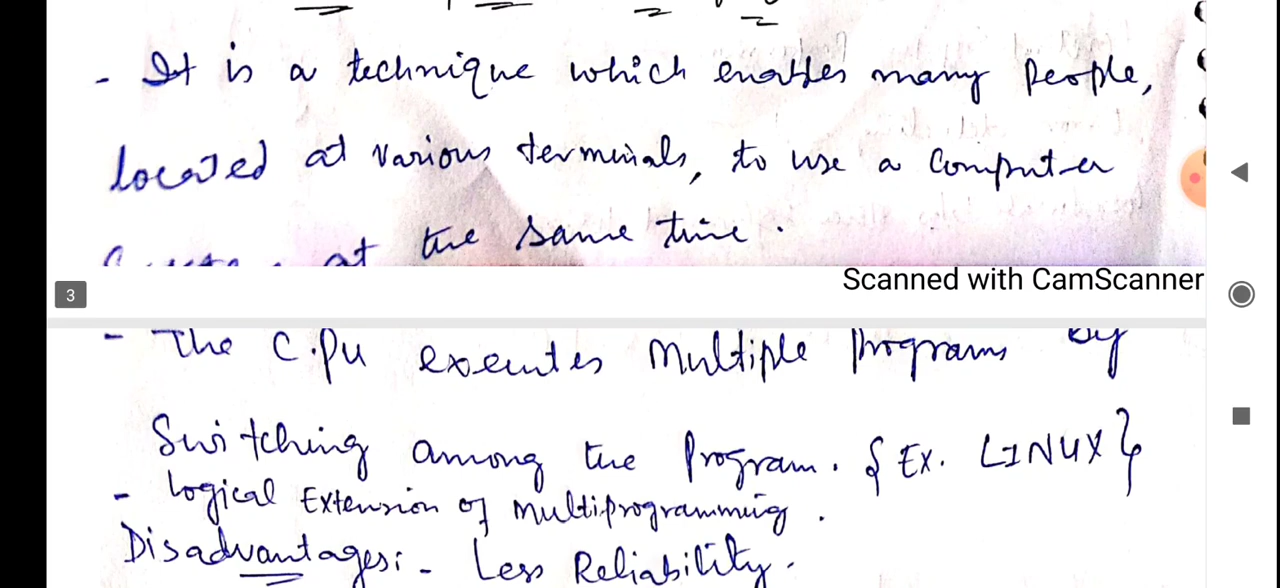 - It is a technique which enables many People,
located at various terminals, to use a Computer
at the same time.
Scanned with CamScanner
3
- The C.PU executes Multiple Programs by
Switching among the Program. { Ex. LINUX }
- Logical Extension of Multiprogramming.
Disadvantages:- Less Reliability.